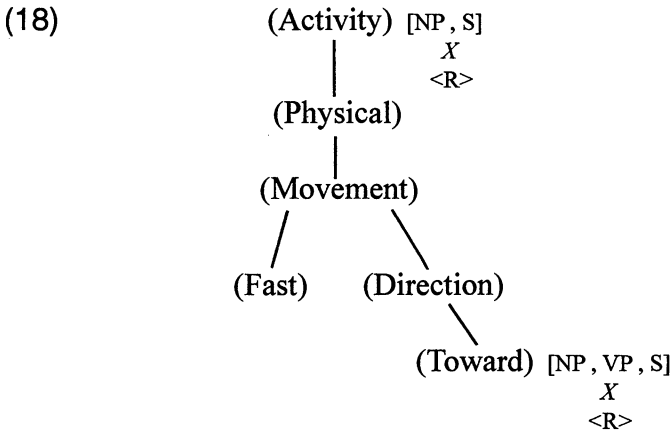 (18) (Activity) [NP , S]
X
<R>
(Physical)
(Movement)
(Fast) (Direction)
(Toward) [NP , VP , S]
X
<R>